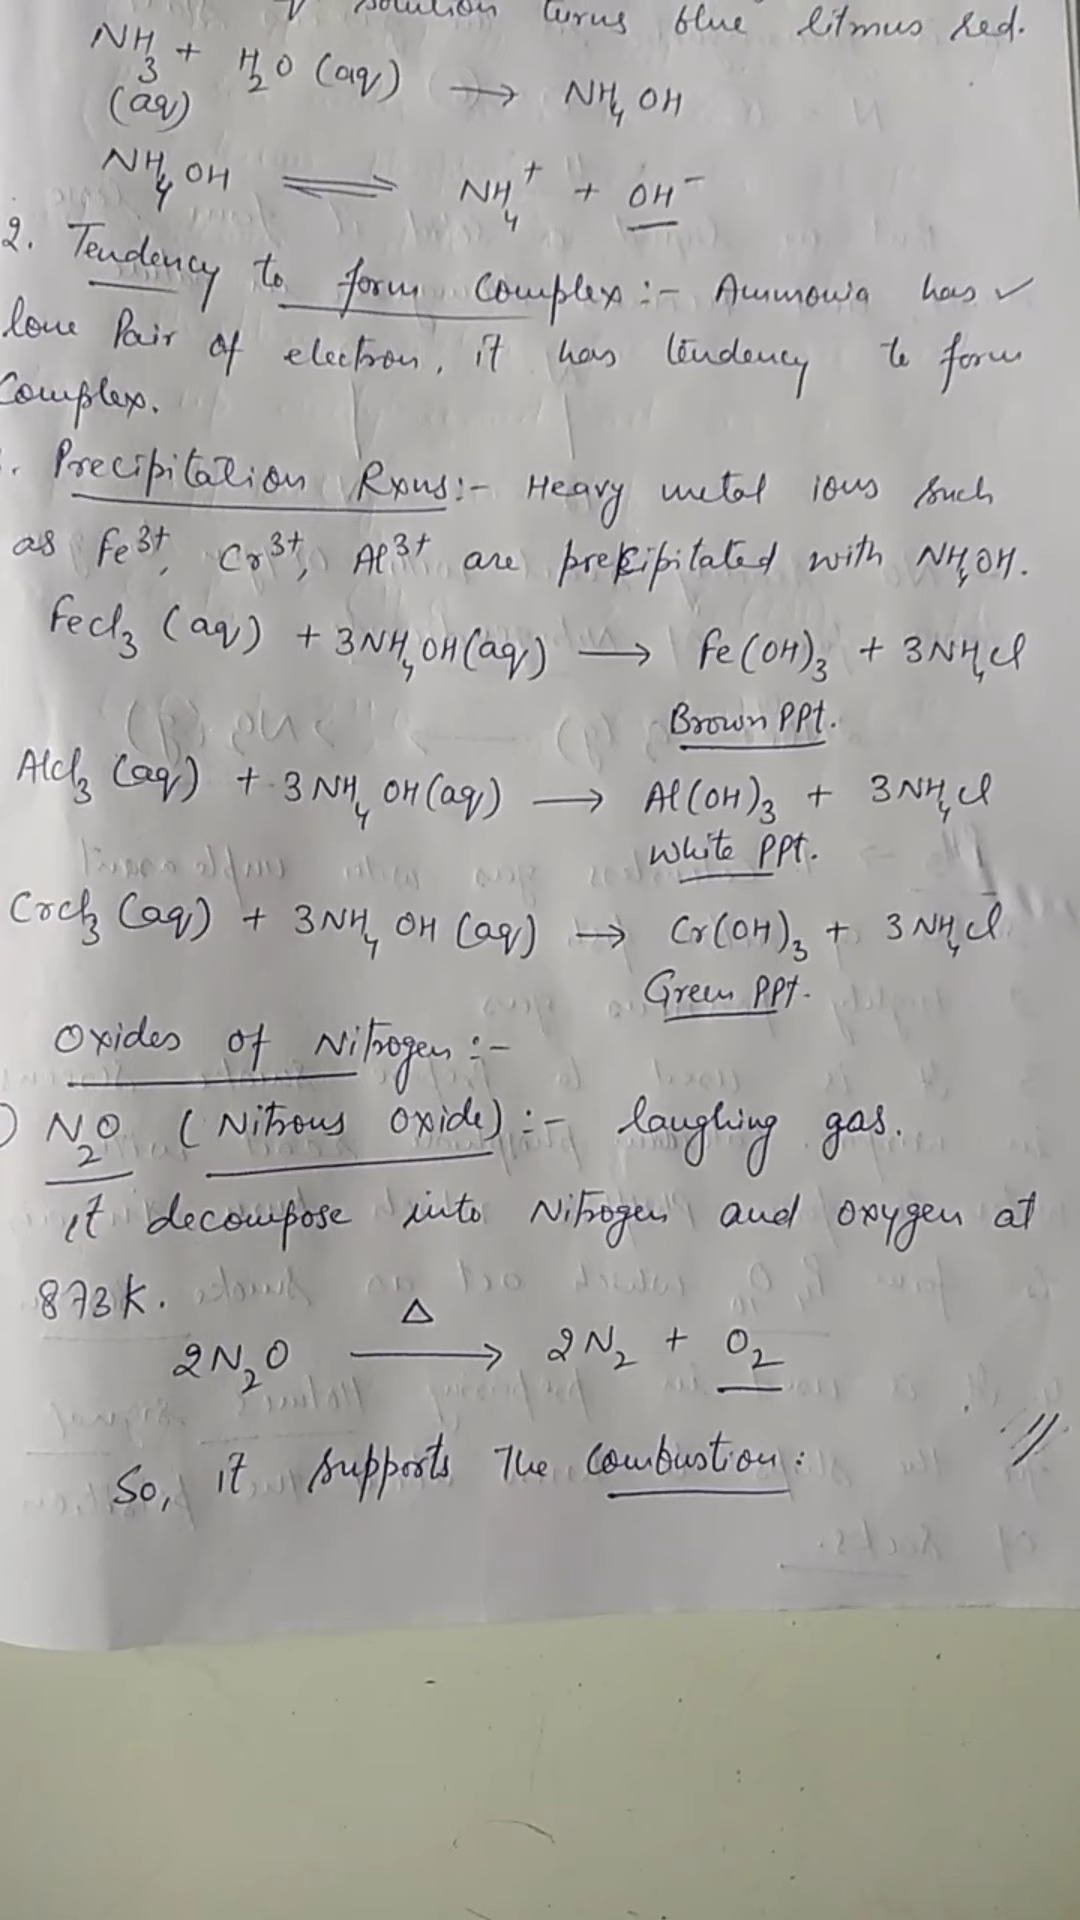 solution turns blue litmus red.
NH3 + H2O (aq) → NH4OH
(aq)
NH4OH ⇌ NH4+ + OH-
2. Tendency to form Complex :- Ammonia has ✓
lone Pair of electron, it has tendency to form
Complex.
. Precipitation Rxns :- Heavy metal ions such
as Fe3+, Cr3+, Al3+ are precipitated with NH4OH.
FeCl3 (aq) + 3NH4OH(aq) → Fe(OH)3 + 3NH4Cl
Brown PPt.
AlCl3 (aq) + 3NH4OH(aq) → Al(OH)3 + 3NH4Cl
White PPt.
CrCl3 (aq) + 3NH4OH (aq) → Cr(OH)3 + 3NH4Cl
Green PPt.
Oxides of Nitrogen :-
) N2O (Nitrous Oxide) :- laughing gas.
it decompose into Nitrogen and oxygen at
873K.
Δ
2N2O → 2N2 + O2
So, it supports The Combustion :